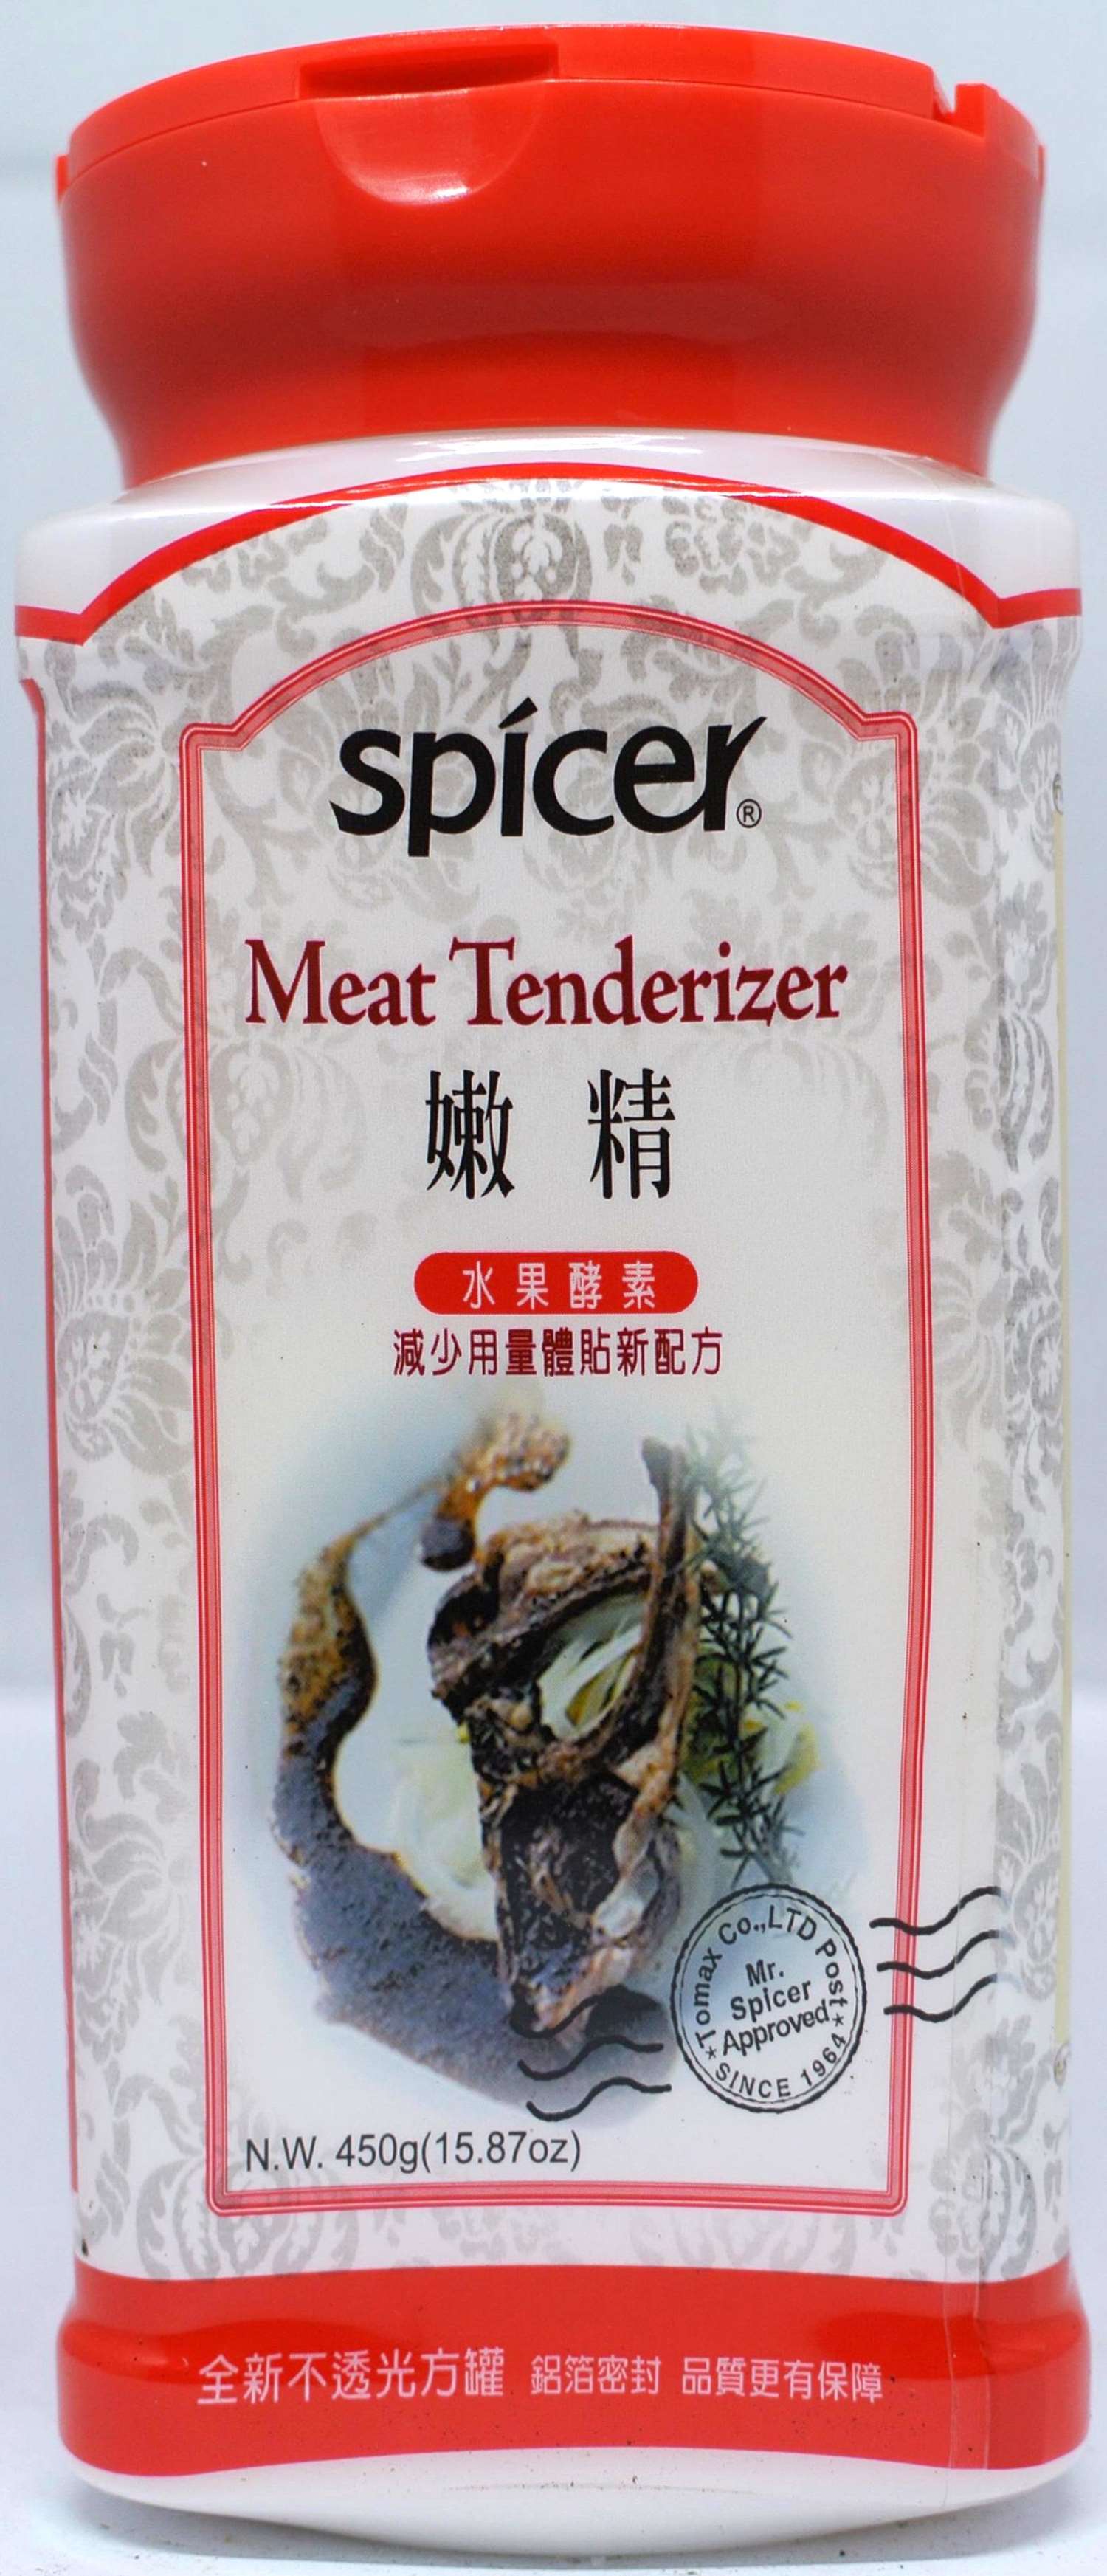 spicer®
Meat Tenderizer
嫩 精
水果酵素
減少用量體貼新配方
Tomax Co.,LTD Post
Mr.
Spicer
Approved
*SINCE 1964*
N.W. 450g(15.87oz)
全新不透光方罐 鋁箔密封 品質更有保障